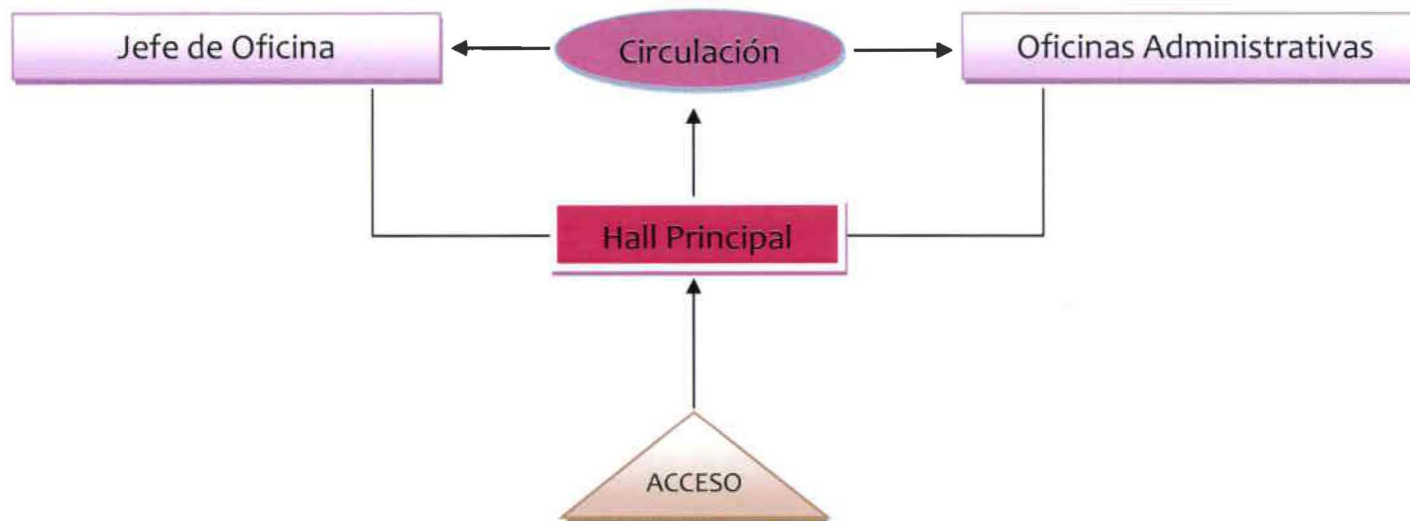 Jefe de Oficina
Circulación
Oficinas Administrativas
Hall Principal
ACCESO